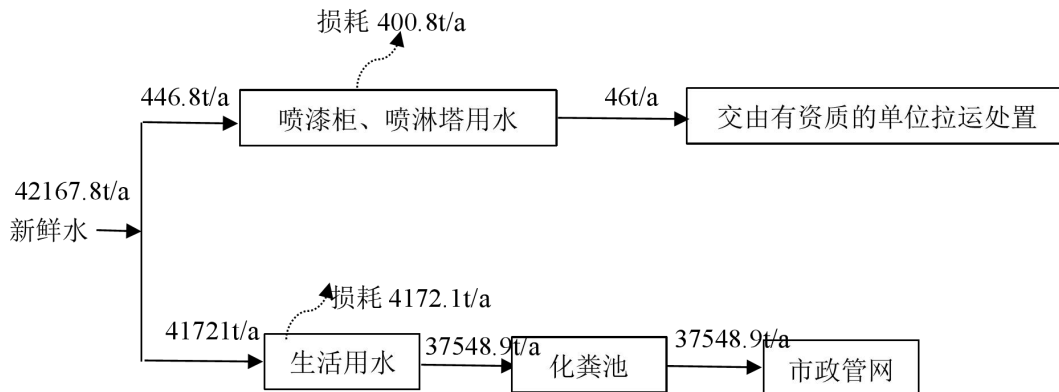 损耗 400.8t/a
446.8t/a
喷漆柜、喷淋塔用水
46t/a
交由有资质的单位拉运处置
42167.8t/a
新鲜水
损耗 4172.1t/a
41721t/a
生活用水
37548.9t/a
化粪池
37548.9t/a
市政管网